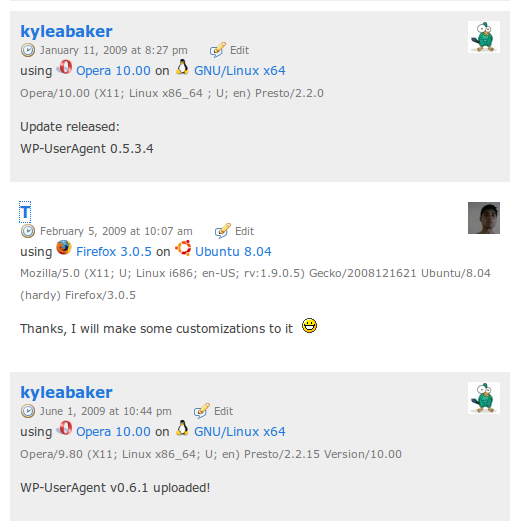 kyleabaker
January 11, 2009 at 8:27 pm Edit
using Opera 10.00 on GNU/Linux x64
Opera/10.00 (X11; Linux x86_64 ; U; en) Presto/2.2.0
Update released:
WP-UserAgent 0.5.3.4
T
February 5, 2009 at 10:07 am Edit
using Firefox 3.0.5 on Ubuntu 8.04
Mozilla/5.0 (X11; U; Linux i686; en-US; rv:1.9.0.5) Gecko/2008121621 Ubuntu/8.04
(hardy) Firefox/3.0.5
Thanks, I will make some customizations to it
kyleabaker
June 1, 2009 at 10:44 pm Edit
using Opera 10.00 on GNU/Linux x64
Opera/9.80 (X11; Linux x86_64; U; en) Presto/2.2.15 Version/10.00
WP-UserAgent v0.6.1 uploaded!